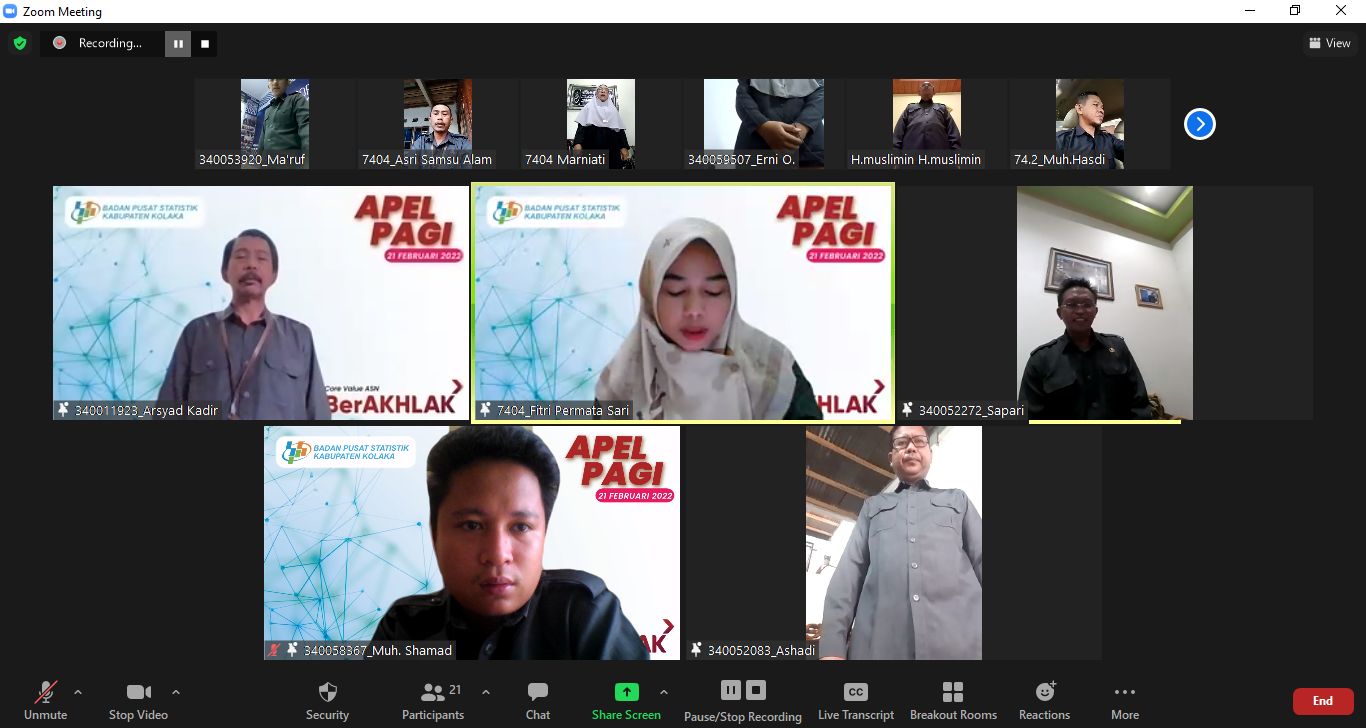 Zoom Meeting
Recording...
View
340053920_Ma'ruf
7404_Asri Samsu Alam
7404 Marniati
340059507_Erni O.
H.muslimin H.muslimin
74.2_Muh.Hasdi
BADAN PUSAT STATISTIK
KABUPATEN KOLAKA
APEL
PAGI
21 FEBRUARI 2022
Core Value ASN
BerAKHLAK
340011923_Arsyad Kadir
BADAN PUSAT STATISTIK
KABUPATEN KOLAKA
APEL
PAGI
21 FEBRUARI 2022
HLAK
7404_Fitri Permata Sari
340052272_Sapari
BADAN PUSAT STATISTIK
KABUPATEN KOLAKA
APEL
PAGI
21 FEBRUARI 2022
AK
340058367_Muh. Shamad
340052083_Ashadi
Unmute
Stop Video
Security
21
Participants
Chat
Share Screen
Pause/Stop Recording
CC
Live Transcript
Breakout Rooms
Reactions
More
End